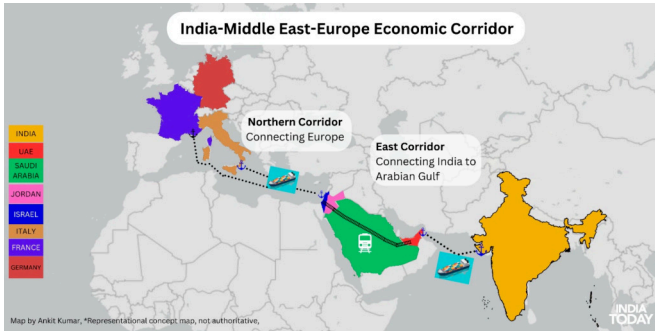 India-Middle East-Europe Economic Corridor
Northern Corridor
Connecting Europe
East Corridor
Connecting India to
Arabian Gulf
INDIA
UAE
SAUDI
ARABIA
JORDAN
ISRAEL
ITALY
FRANCE
GERMANY
Map by Ankit Kumar, *Representational concept map, not authoritative,
INDIA
TODAY